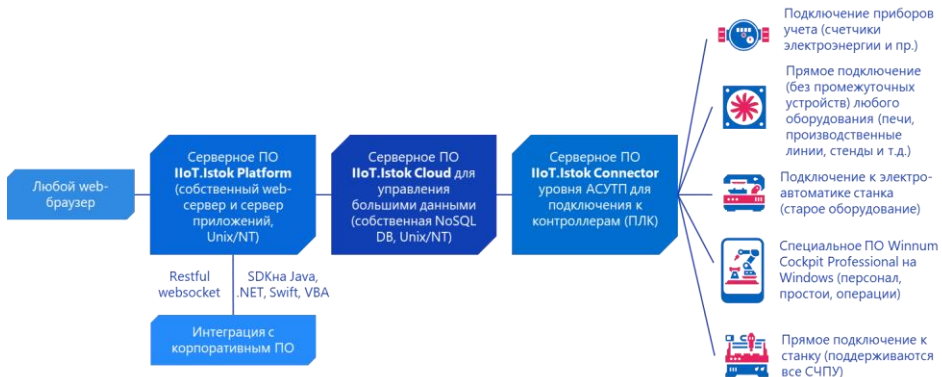 Любой web-
браузер
Серверное ПО
IIoT.Istok Platform
(собственный web-
сервер и сервер
приложений,
Unix/NT)
Restful
websocket
SDKна Java,
.NET, Swift, VBA
Интеграция с
корпоративным ПО
Серверное ПО
IIoT.Istok Cloud для
управления
большими данными
(собственная NoSQL
DB, Unix/NT)
Серверное ПО
IIoT.Istok Connector
уровня АСУТП для
подключения к
контроллерам (ПЛК)
Подключение приборов
учета (счетчики
электроэнергии и пр.)
Прямое подключение
(без промежуточных
устройств) любого
оборудования (печи,
производственные
линии, стенды и т.д.)
Подключение к электро-
автоматике станка
(старое оборудование)
Специальное ПО Winnum
Cockpit Professional на
Windows (персонал,
простои, операции)
Прямое подключение к
станку (поддерживаются
все СЧПУ)